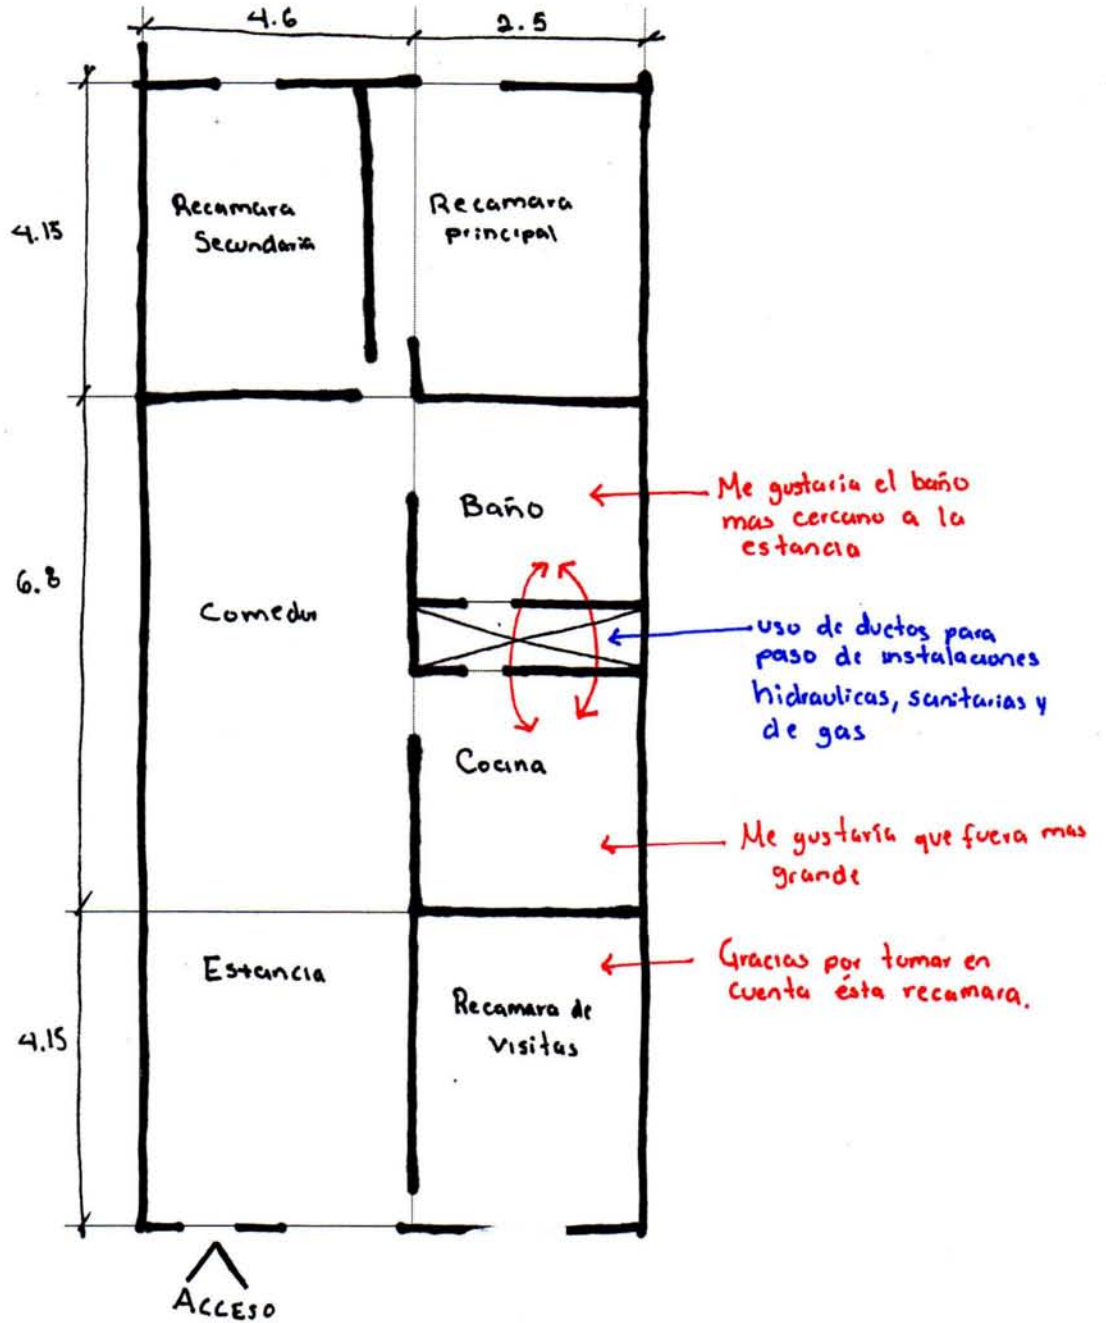 4.6
2.5
4.15
Recamara
Secundaria
Recamara
principal
6.8
Baño
Me gustaria el baño
mas cercano a la
estancia
Comedor
uso de ductos para
paso de instalaciones
hidraulicas, sanitarias y
de gas
Cocina
Me gustaría que fuera mas
grande
4.15
Estancia
Recamara de
visitas
Gracias por tomar en
cuenta ésta recamara.
ACCESO